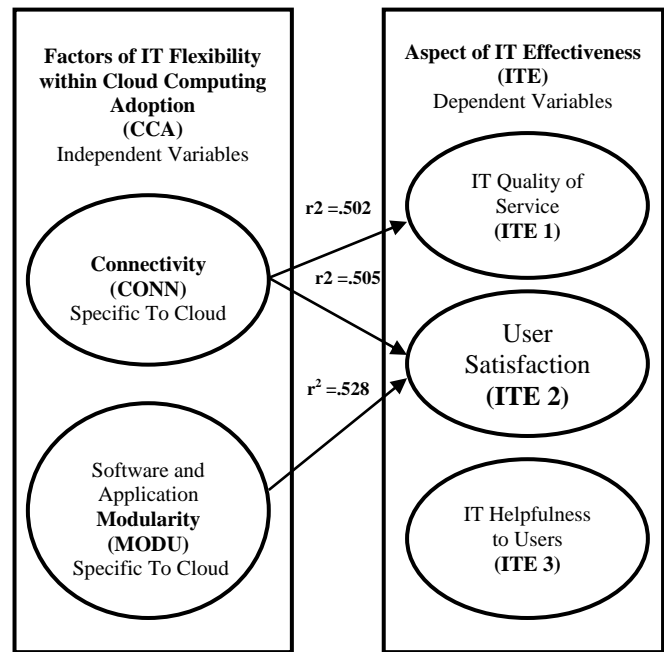 Factors of IT Flexibility
within Cloud Computing
Adoption
(CCA)
Independent Variables
Connectivity
(CONN)
Specific To Cloud
Software and
Application
Modularity
(MODU)
Specific To Cloud
r2 =.502
r2 =.505
r² =.528
Aspect of IT Effectiveness
(ITE)
Dependent Variables
IT Quality of
Service
(ITE 1)
User
Satisfaction
(ITE 2)
IT Helpfulness
to Users
(ITE 3)